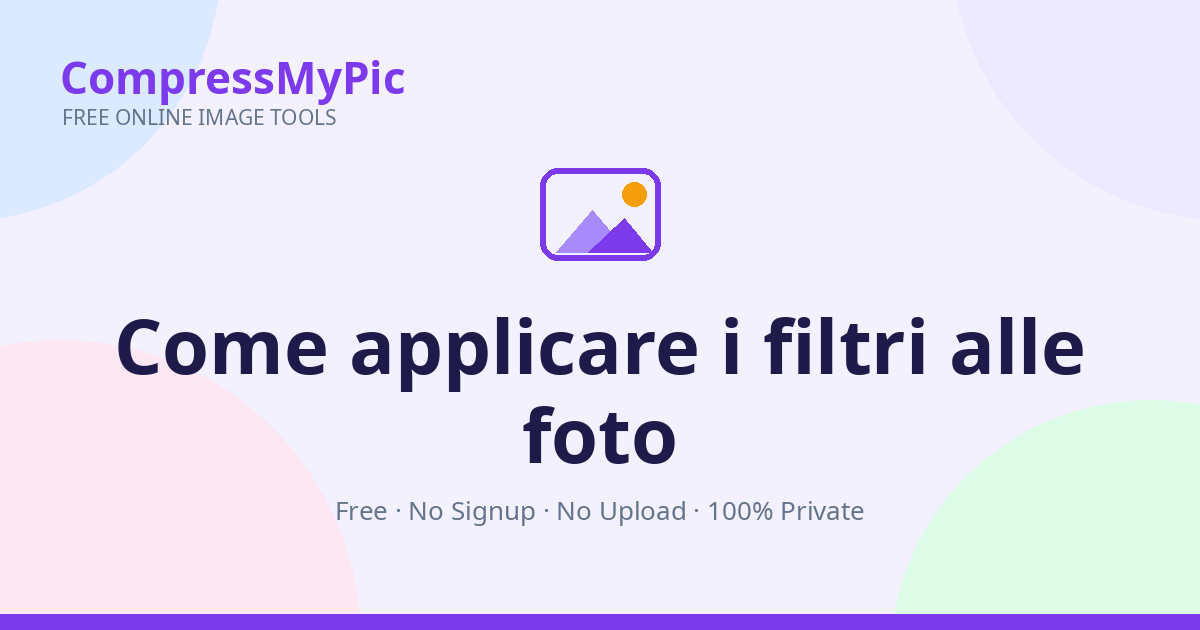 CompressMyPic
FREE ONLINE IMAGE TOOLS
Come applicare i filtri alle
foto
Free · No Signup · No Upload · 100% Private